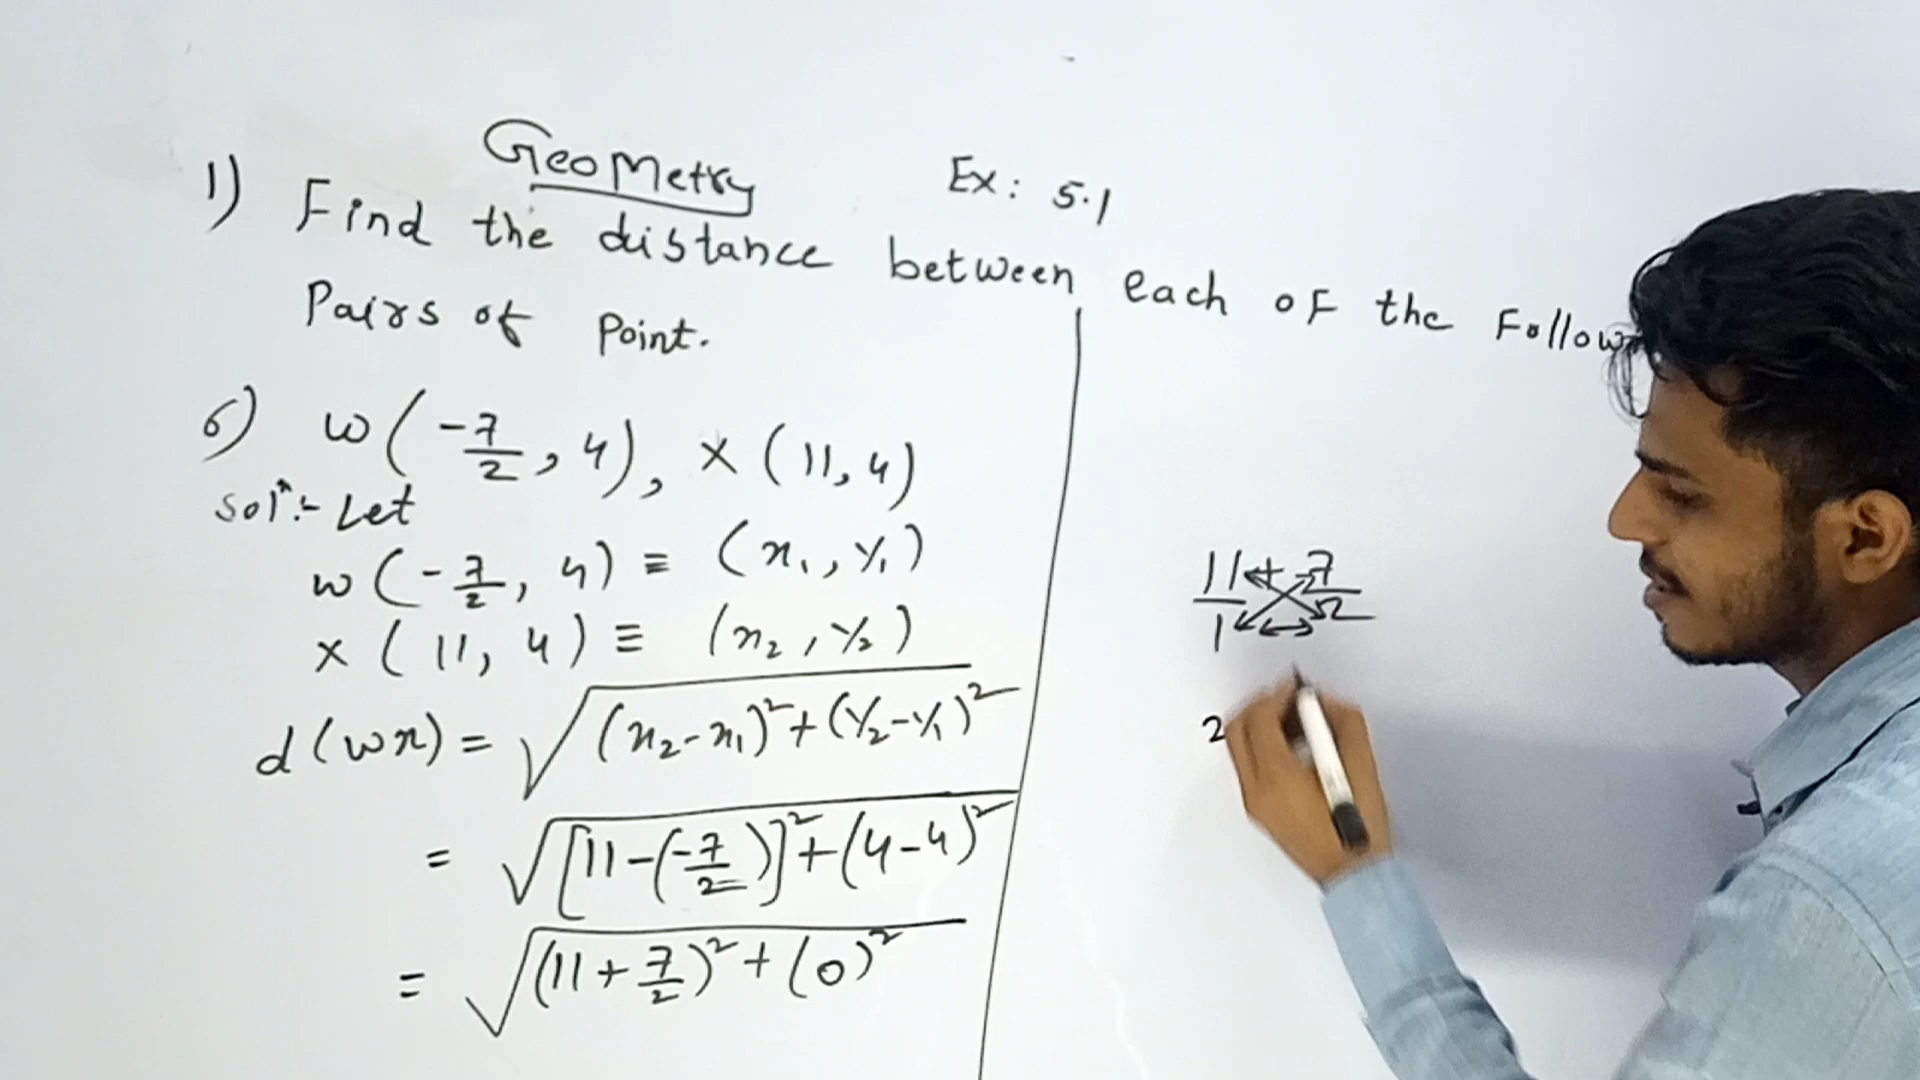 Geometry Ex: 5.1
1) Find the distance between each of the Follow
Pairs of Point.
6) w(-7/2, 4), x(11, 4)
Solⁿ:- Let
w(-7/2, 4) ≡ (x₁, y₁)
x(11, 4) ≡ (x₂, y₂)
d(wx) = √((x₂-x₁)²+(y₂-y₁)²)
= √([11-(-7/2)]²+(4-4)²)
= √((11+7/2)²+(0)²)
11/1 + 7/2
2